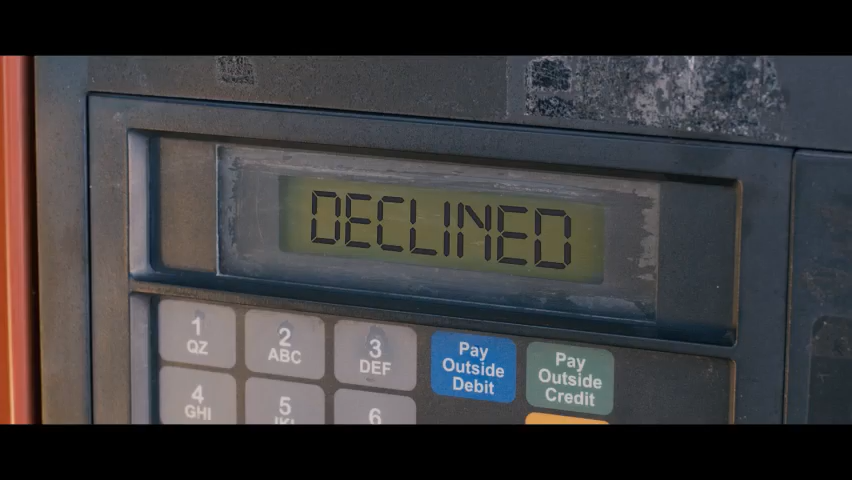 DECLINED
1
QZ
2
ABC
3
DEF
Pay
Outside
Debit
Pay
Outside
Credit
4
GHI
5
6